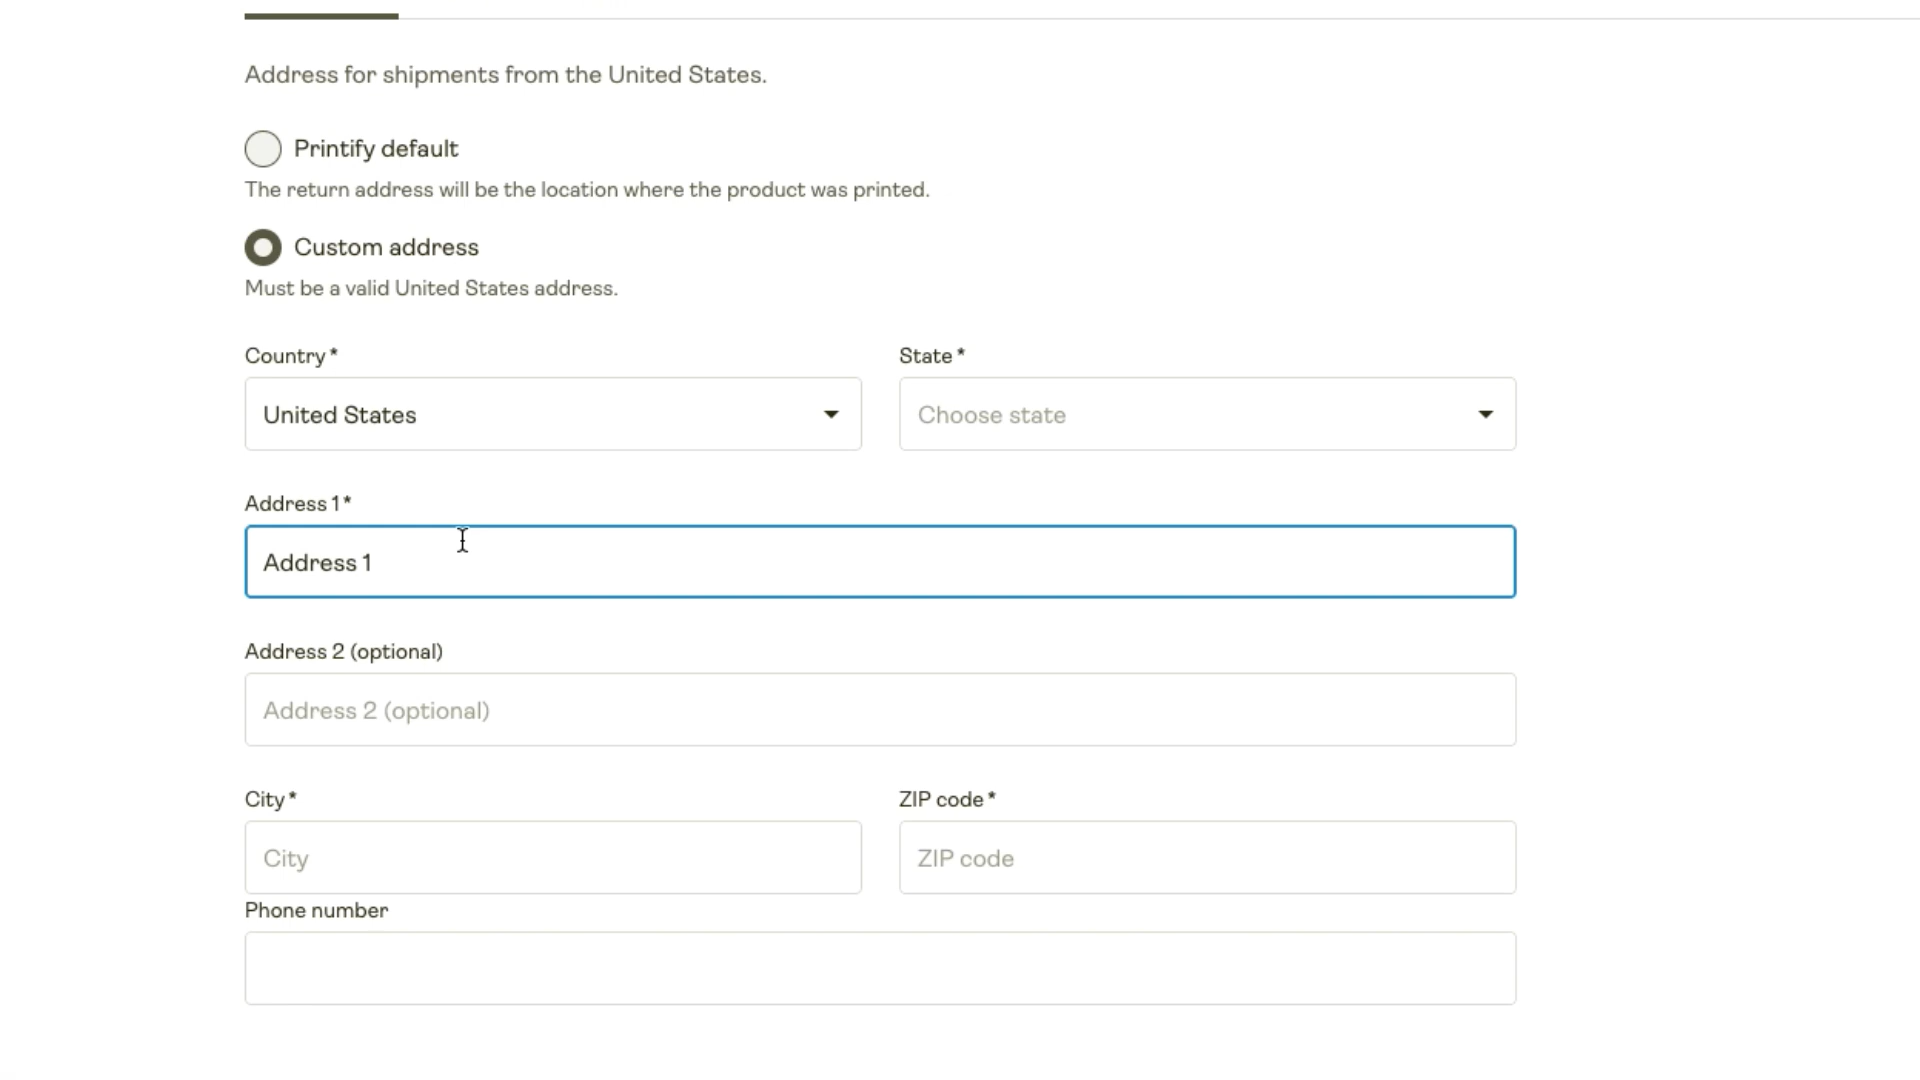 Address for shipments from the United States.
Printify default
The return address will be the location where the product was printed.
Custom address
Must be a valid United States address.
Country *
State *
United States
Choose state
Address 1 *
Address 1
Address 2 (optional)
Address 2 (optional)
City *
ZIP code *
City
ZIP code
Phone number